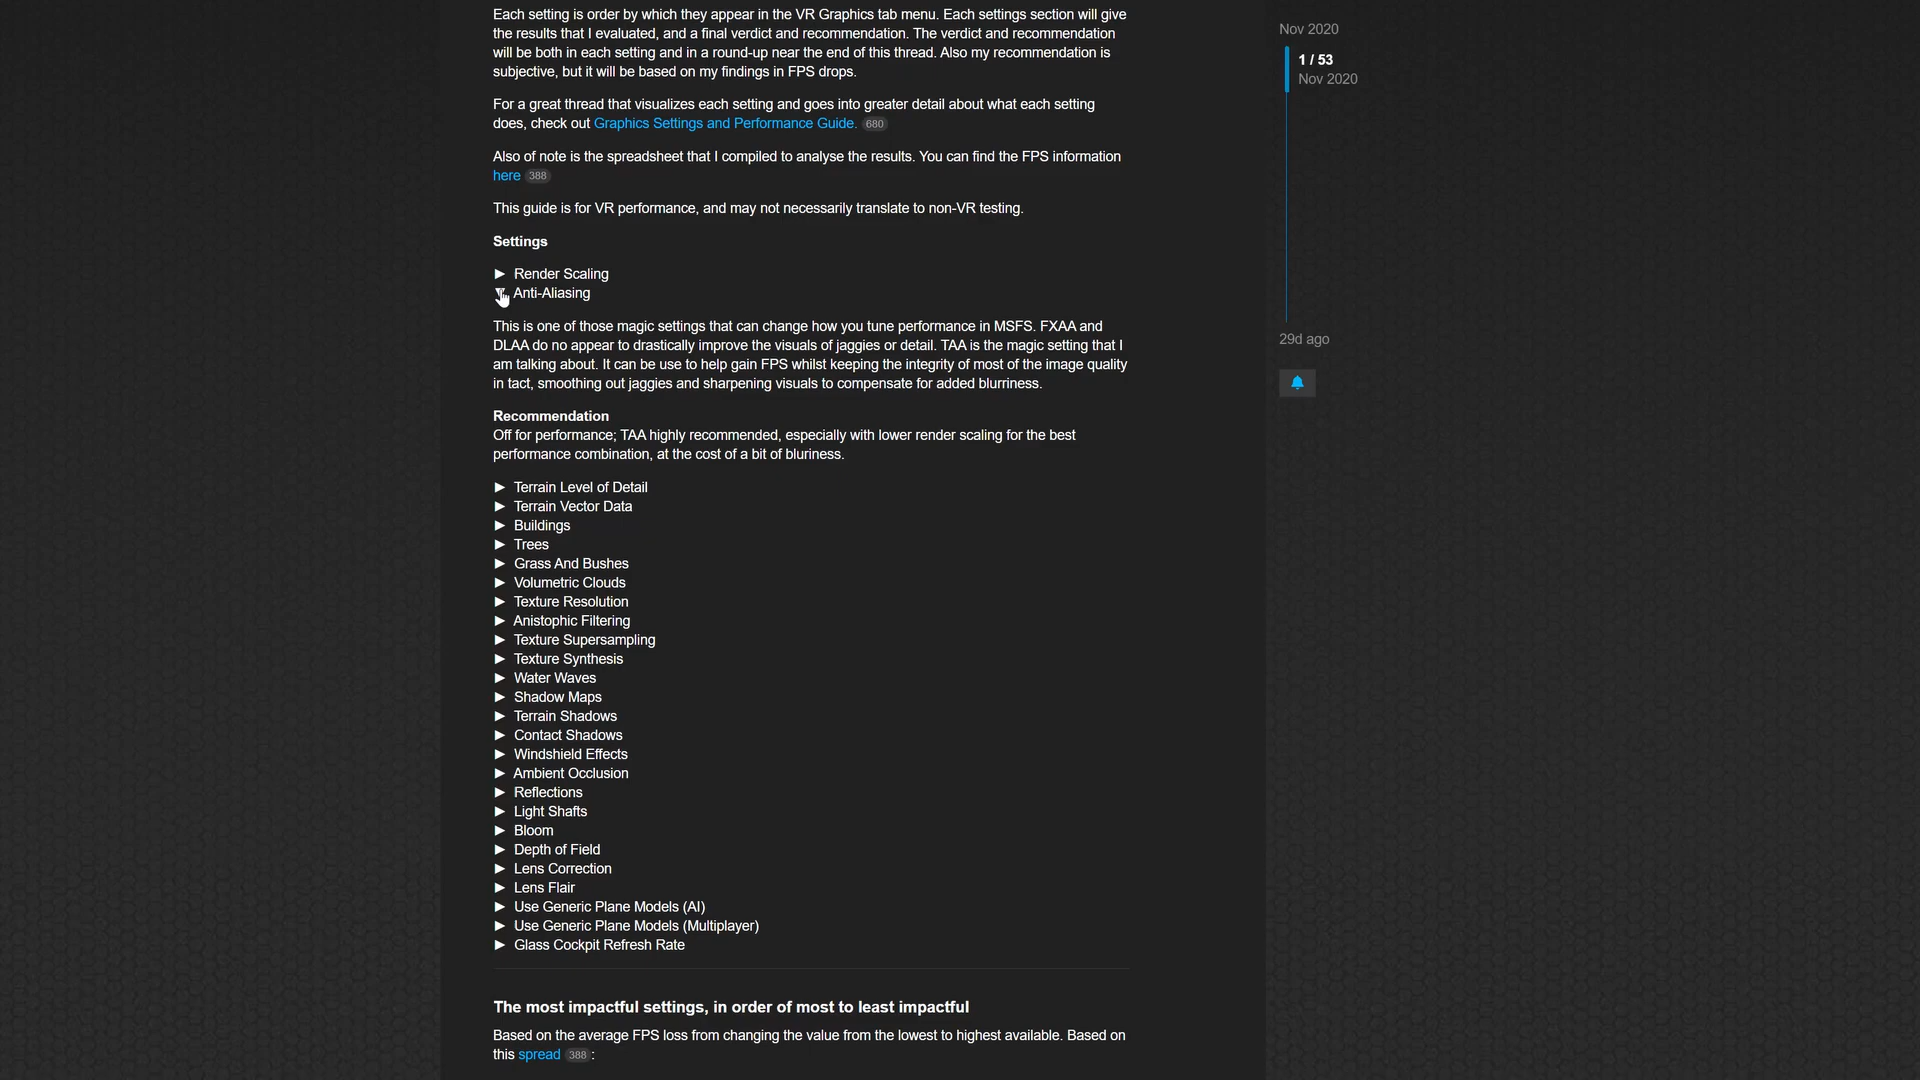 Each setting is order by which they appear in the VR Graphics tab menu. Each settings section will give
the results that I evaluated, and a final verdict and recommendation. The verdict and recommendation
will be both in each setting and in a round-up near the end of this thread. Also my recommendation is
subjective, but it will be based on my findings in FPS drops.
For a great thread that visualizes each setting and goes into greater detail about what each setting
does, check out Graphics Settings and Performance Guide. 680
Also of note is the spreadsheet that I compiled to analyse the results. You can find the FPS information
here 388
This guide is for VR performance, and may not necessarily translate to non-VR testing.
Settings
▶ Render Scaling
Anti-Aliasing
This is one of those magic settings that can change how you tune performance in MSFS. FXAA and
DLAA do no appear to drastically improve the visuals of jaggies or detail. TAA is the magic setting that I
am talking about. It can be use to help gain FPS whilst keeping the integrity of most of the image quality
in tact, smoothing out jaggies and sharpening visuals to compensate for added blurriness.
Recommendation
Off for performance; TAA highly recommended, especially with lower render scaling for the best
performance combination, at the cost of a bit of bluriness.
▶ Terrain Level of Detail
▶ Terrain Vector Data
▶ Buildings
▶ Trees
▶ Grass And Bushes
▶ Volumetric Clouds
▶ Texture Resolution
▶ Anistophic Filtering
▶ Texture Supersampling
▶ Texture Synthesis
▶ Water Waves
▶ Shadow Maps
▶ Terrain Shadows
▶ Contact Shadows
▶ Windshield Effects
▶ Ambient Occlusion
▶ Reflections
▶ Light Shafts
▶ Bloom
▶ Depth of Field
▶ Lens Correction
▶ Lens Flair
▶ Use Generic Plane Models (AI)
▶ Use Generic Plane Models (Multiplayer)
▶ Glass Cockpit Refresh Rate
The most impactful settings, in order of most to least impactful
Based on the average FPS loss from changing the value from the lowest to highest available. Based on
this spread 388 :
Nov 2020
1 / 53
Nov 2020
29d ago